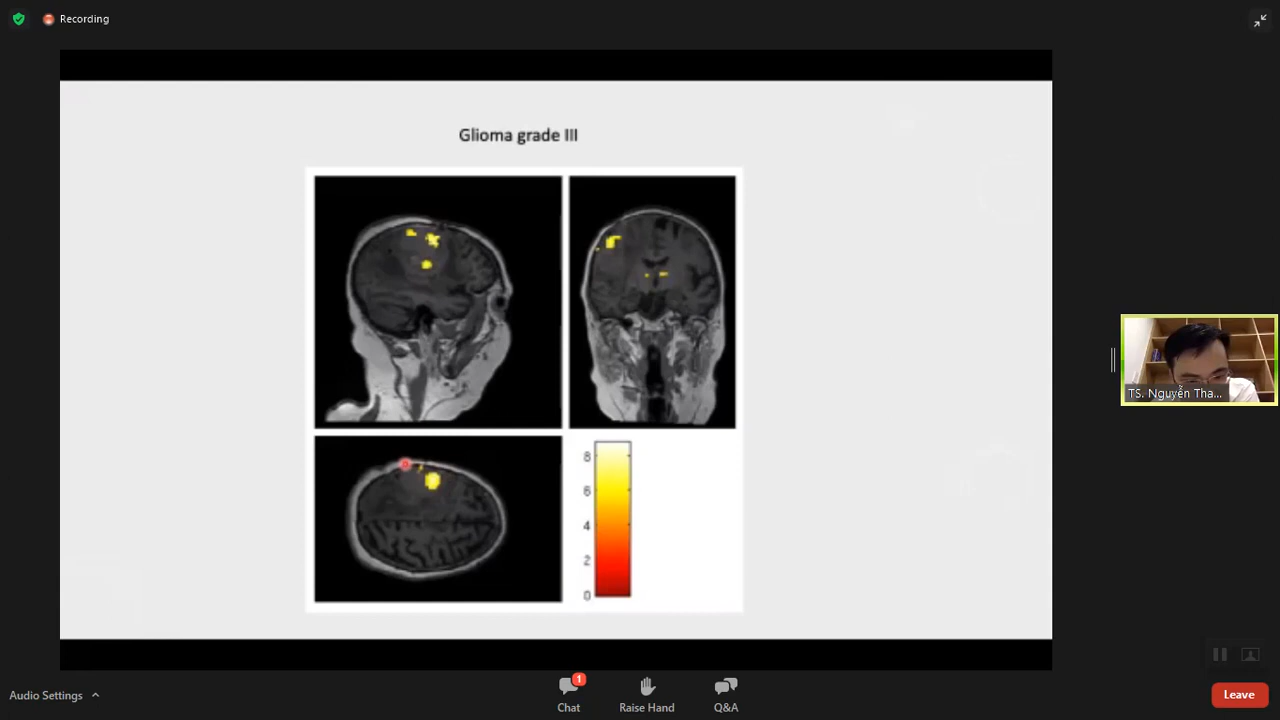 Recording
Glioma grade III
8
6
4
2
0
TS. Nguyễn Tha...
Audio Settings
1
Chat
Raise Hand
Q&A
Leave